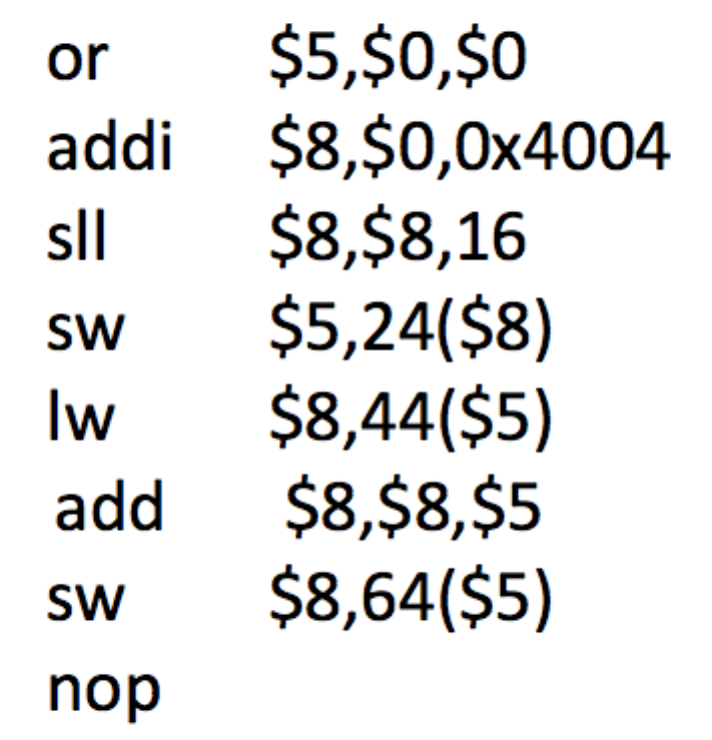 or $5,$0,$0
addi $8,$0,0x4004
sll $8,$8,16
sw $5,24($8)
lw $8,44($5)
add $8,$8,$5
sw $8,64($5)
nop